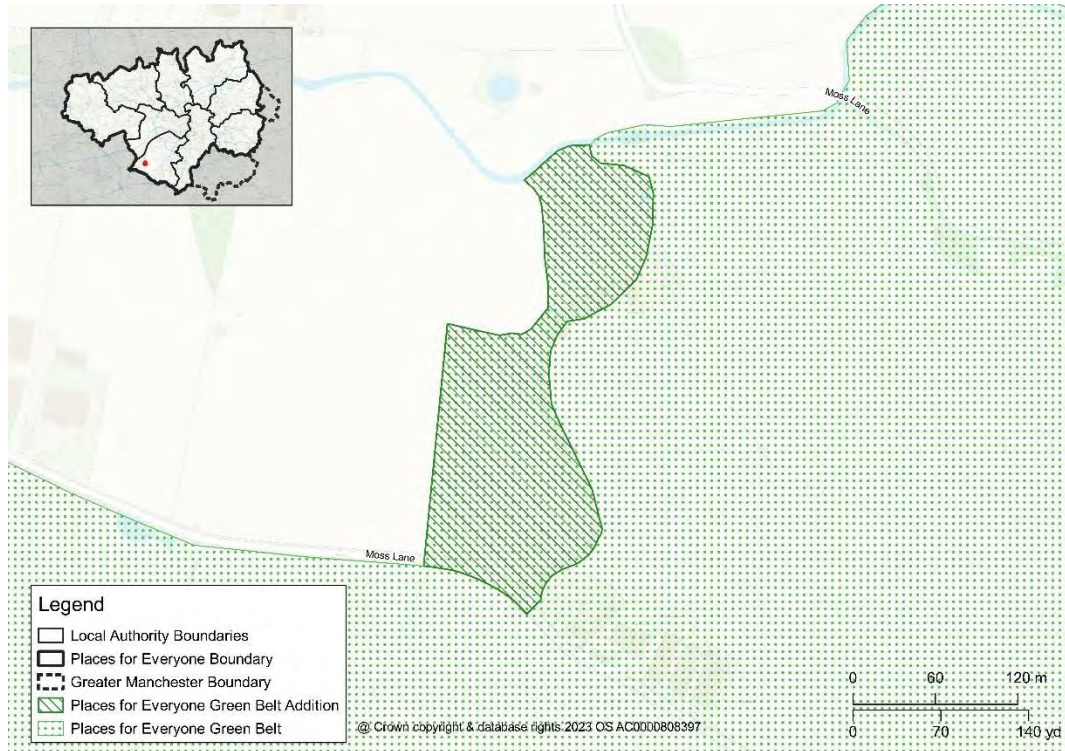 Moss Lane
Moss Lane
Legend
Local Authority Boundaries
Places for Everyone Boundary
Greater Manchester Boundary
Places for Everyone Green Belt Addition
Places for Everyone Green Belt
@ Crown copyright & database rights 2023 OS AC0000808397
0 60 120 m
0 70 140 yd